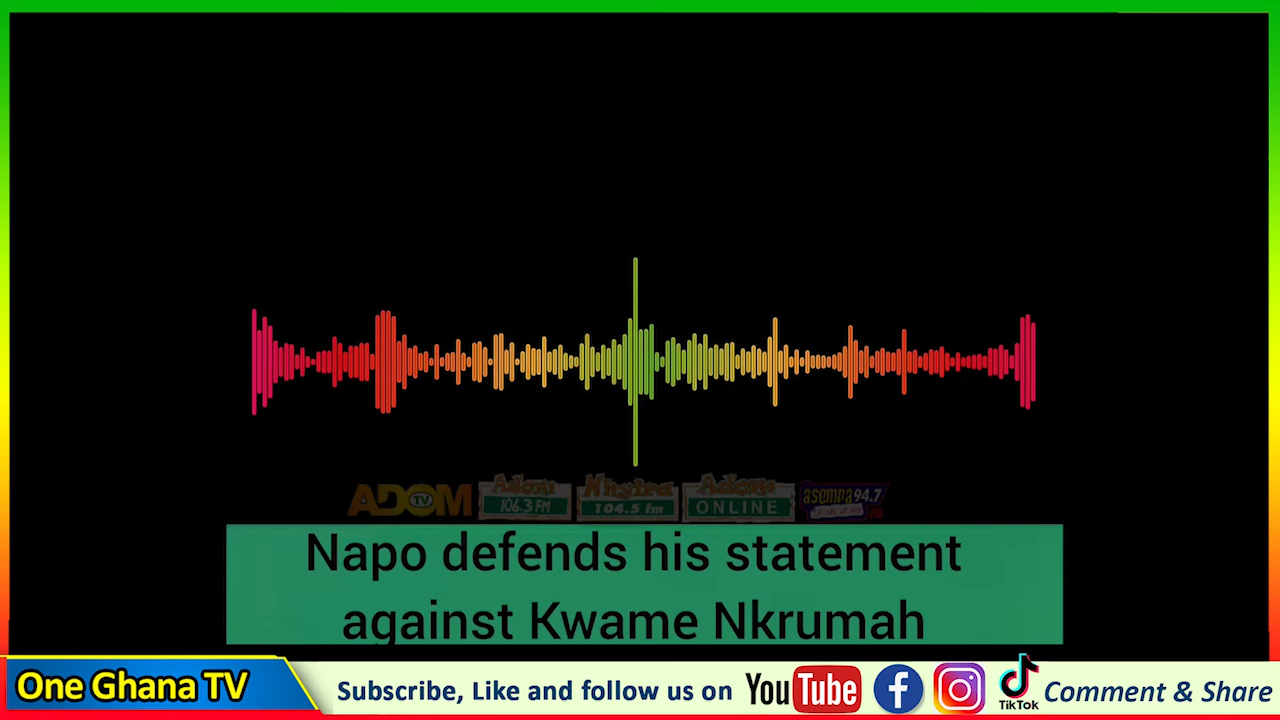 ADOM TV
Adom
106.3 FM
Nhyira
104.5 fm
Adom
ONLINE
asempa 94.7
Napo defends his statement
against Kwame Nkrumah
One Ghana TV
Subscribe, Like and follow us on YouTube
TikTok
Comment & Share